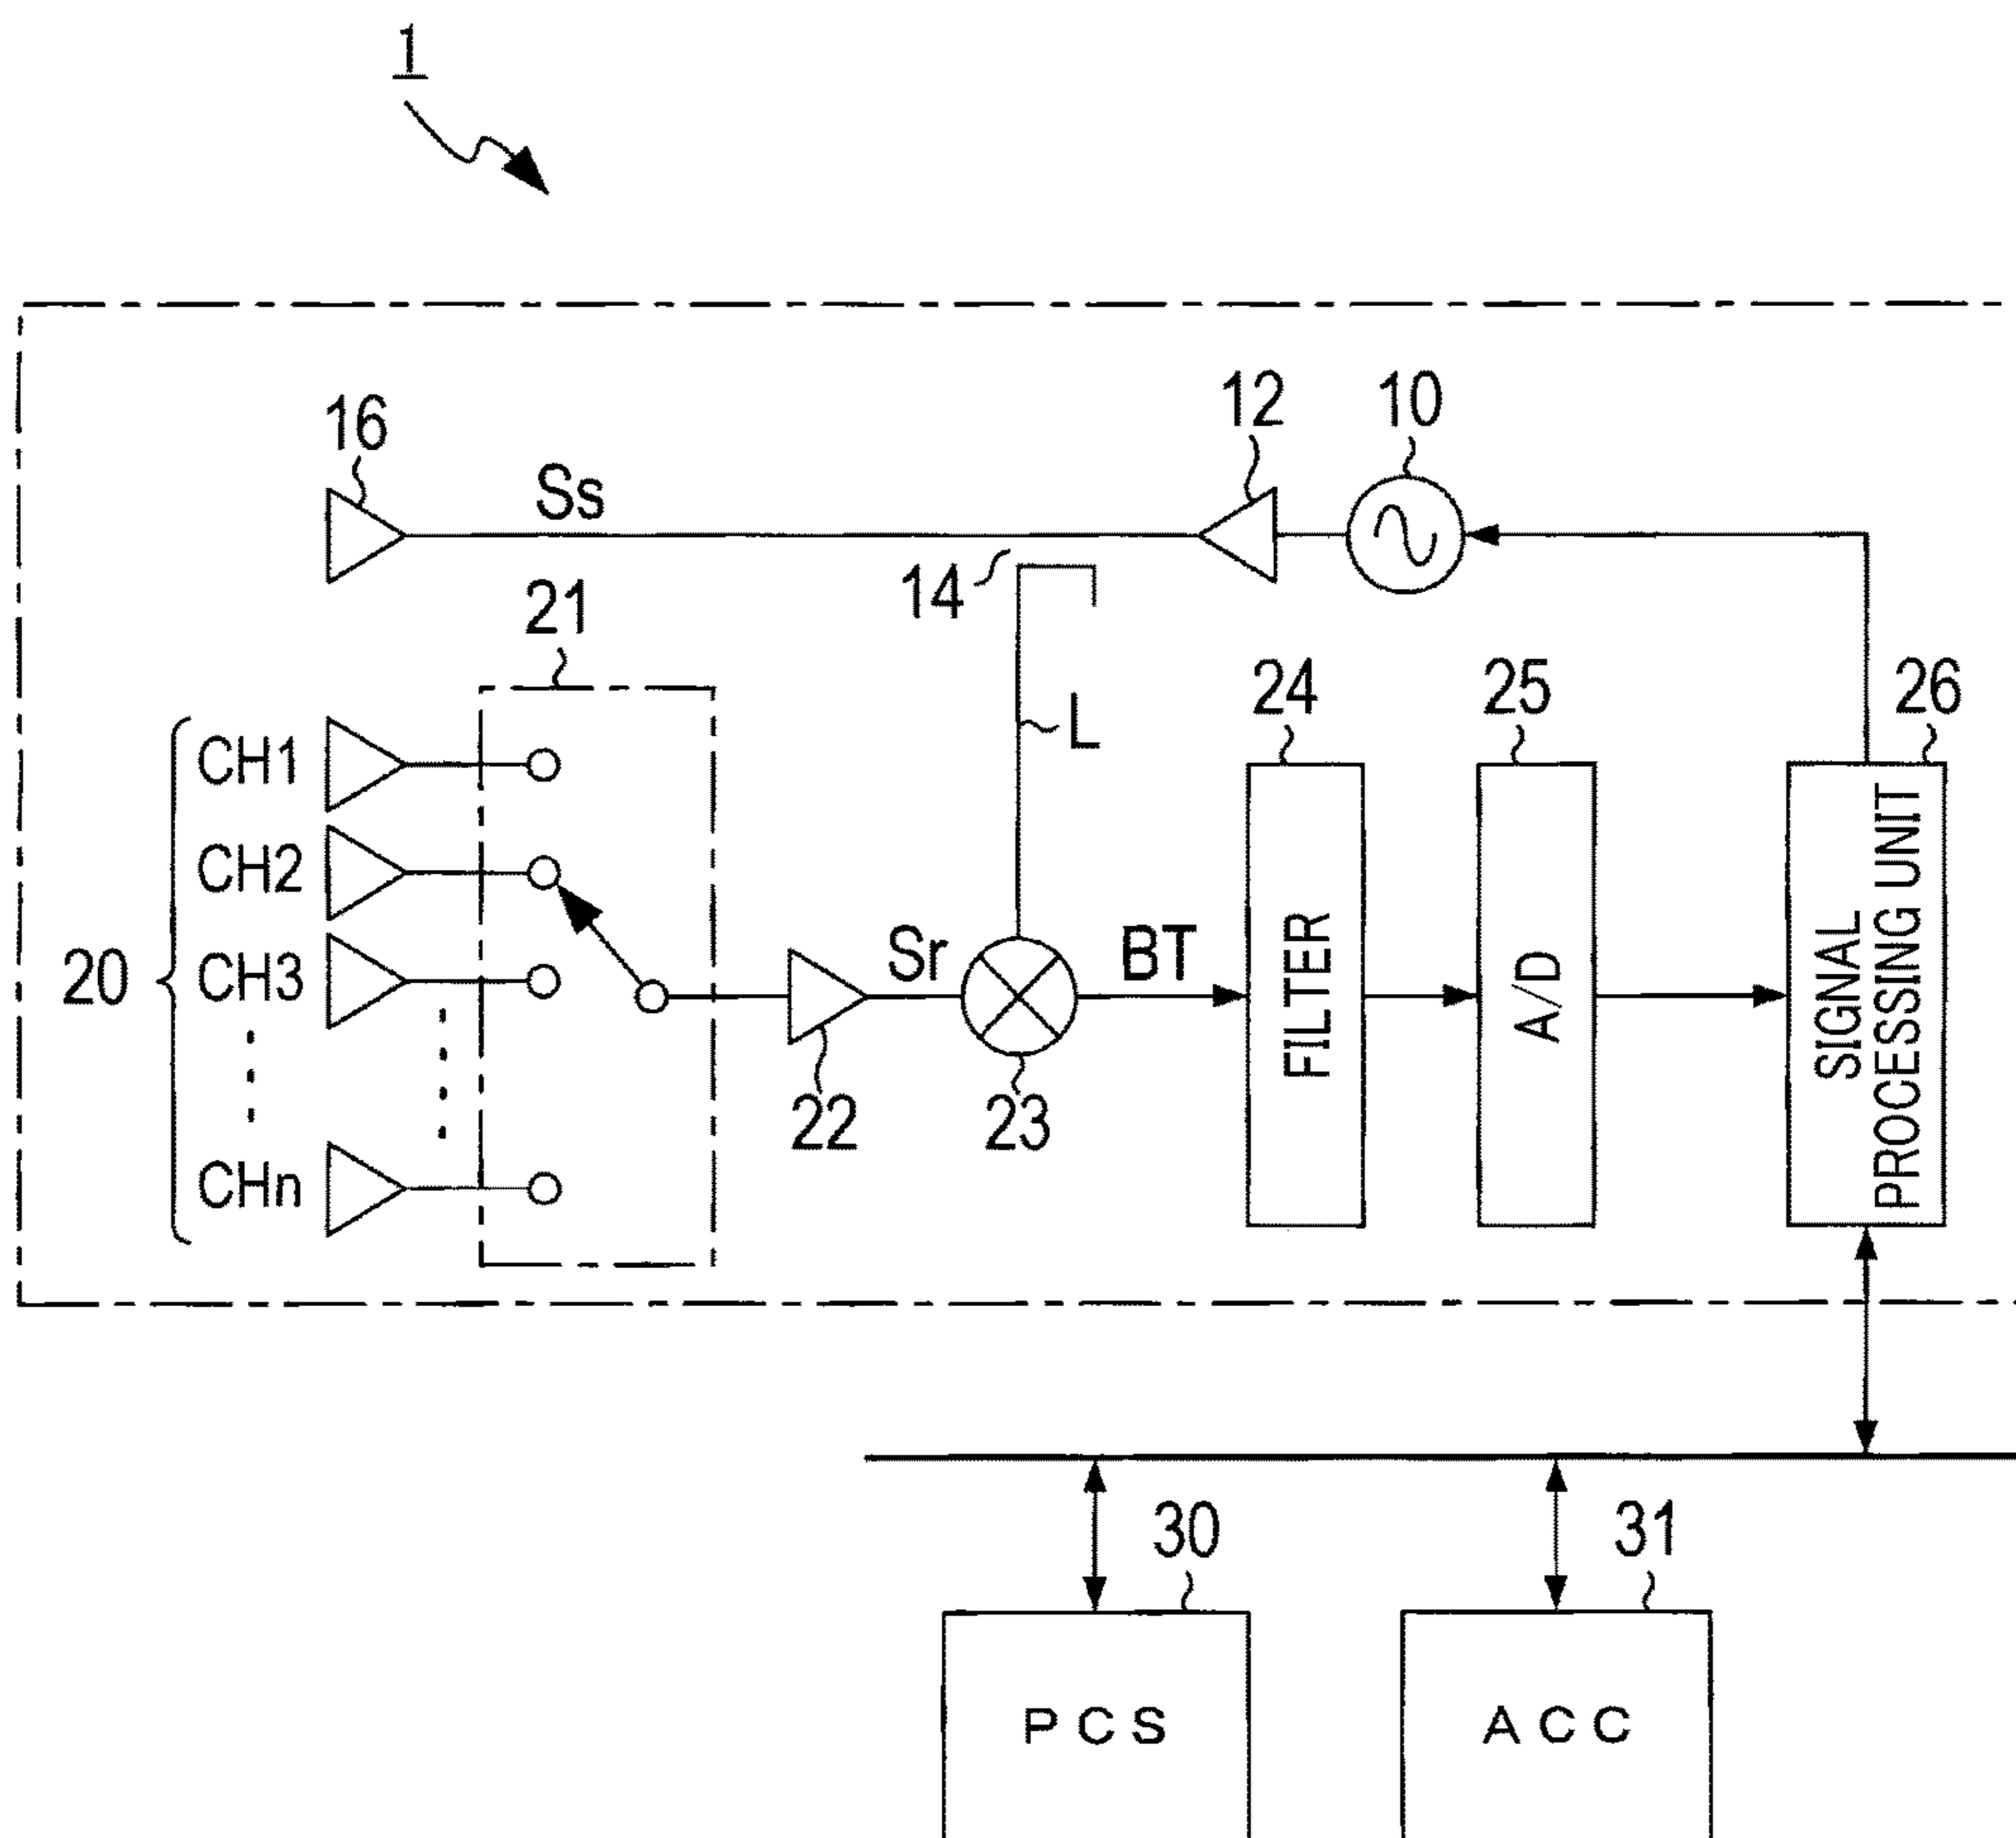 1
16
Ss
12
10
14
21
L
24
25
26
20
CH1
CH2
CH3
CHn
22
Sr
23
BT
FILTER
A/D
SIGNAL
PROCESSING UNIT
30
31
PCS
ACC